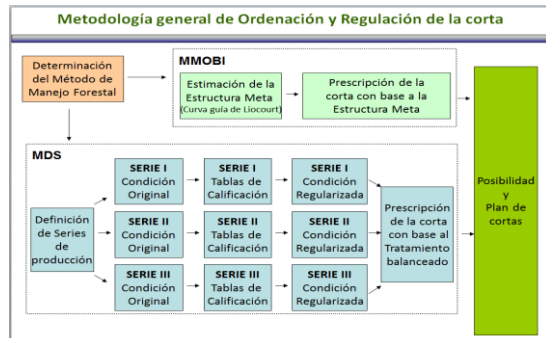 Metodología general de Ordenación y Regulación de la corta
Determinación
del Método de
Manejo Forestal
MMOBI
Estimación de la
Estructura Meta
(Curva guía de Liocourt)
Prescripción de la
corta con base a la
Estructura Meta
MDS
Definición
de Series
de
producción
SERIE I
Condición
Original
SERIE I
Tablas de
Calificación
SERIE I
Condición
Regularizada
SERIE II
Condición
Original
SERIE II
Tablas de
Calificación
SERIE II
Condición
Regularizada
SERIE III
Condición
Original
SERIE III
Tablas de
Calificación
SERIE III
Condición
Regularizada
Prescripción
de la corta
con base al
Tratamiento
balanceado
Posibilidad
y
Plan de
cortas